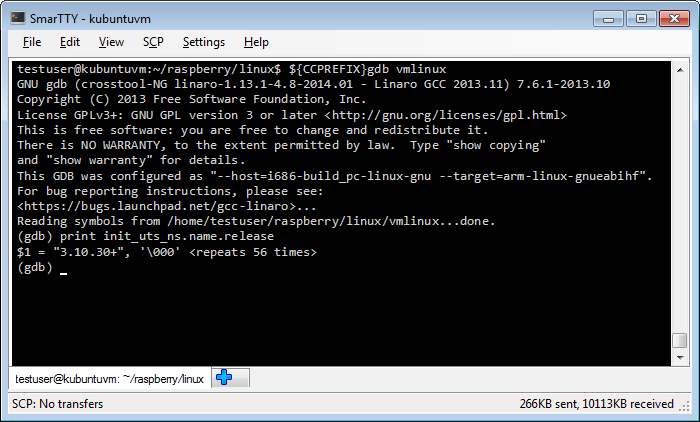 SmarTTY - kubuntuvm
File Edit View SCP Settings Help
testuser@kubuntuvm:~/raspberry/linux$ ${CCPREFIX}gdb vmlinux
GNU gdb (crosstool-NG linaro-1.13.1-4.8-2014.01 - Linaro GCC 2013.11) 7.6.1-2013.10
Copyright (C) 2013 Free Software Foundation, Inc.
License GPLv3+: GNU GPL version 3 or later <http://gnu.org/licenses/gpl.html>
This is free software: you are free to change and redistribute it.
There is NO WARRANTY, to the extent permitted by law.  Type "show copying"
and "show warranty" for details.
This GDB was configured as "--host=i686-build_pc-linux-gnu --target=arm-linux-gnueabihf".
For bug reporting instructions, please see:
<https://bugs.launchpad.net/gcc-linaro>...
Reading symbols from /home/testuser/raspberry/linux/vmlinux...done.
(gdb) print init_uts_ns.name.release
$1 = "3.10.30+", '\000' <repeats 56 times>
(gdb) _
testuser@kubuntuvm: ~/raspberry/linux
SCP: No transfers 266KB sent, 10113KB received